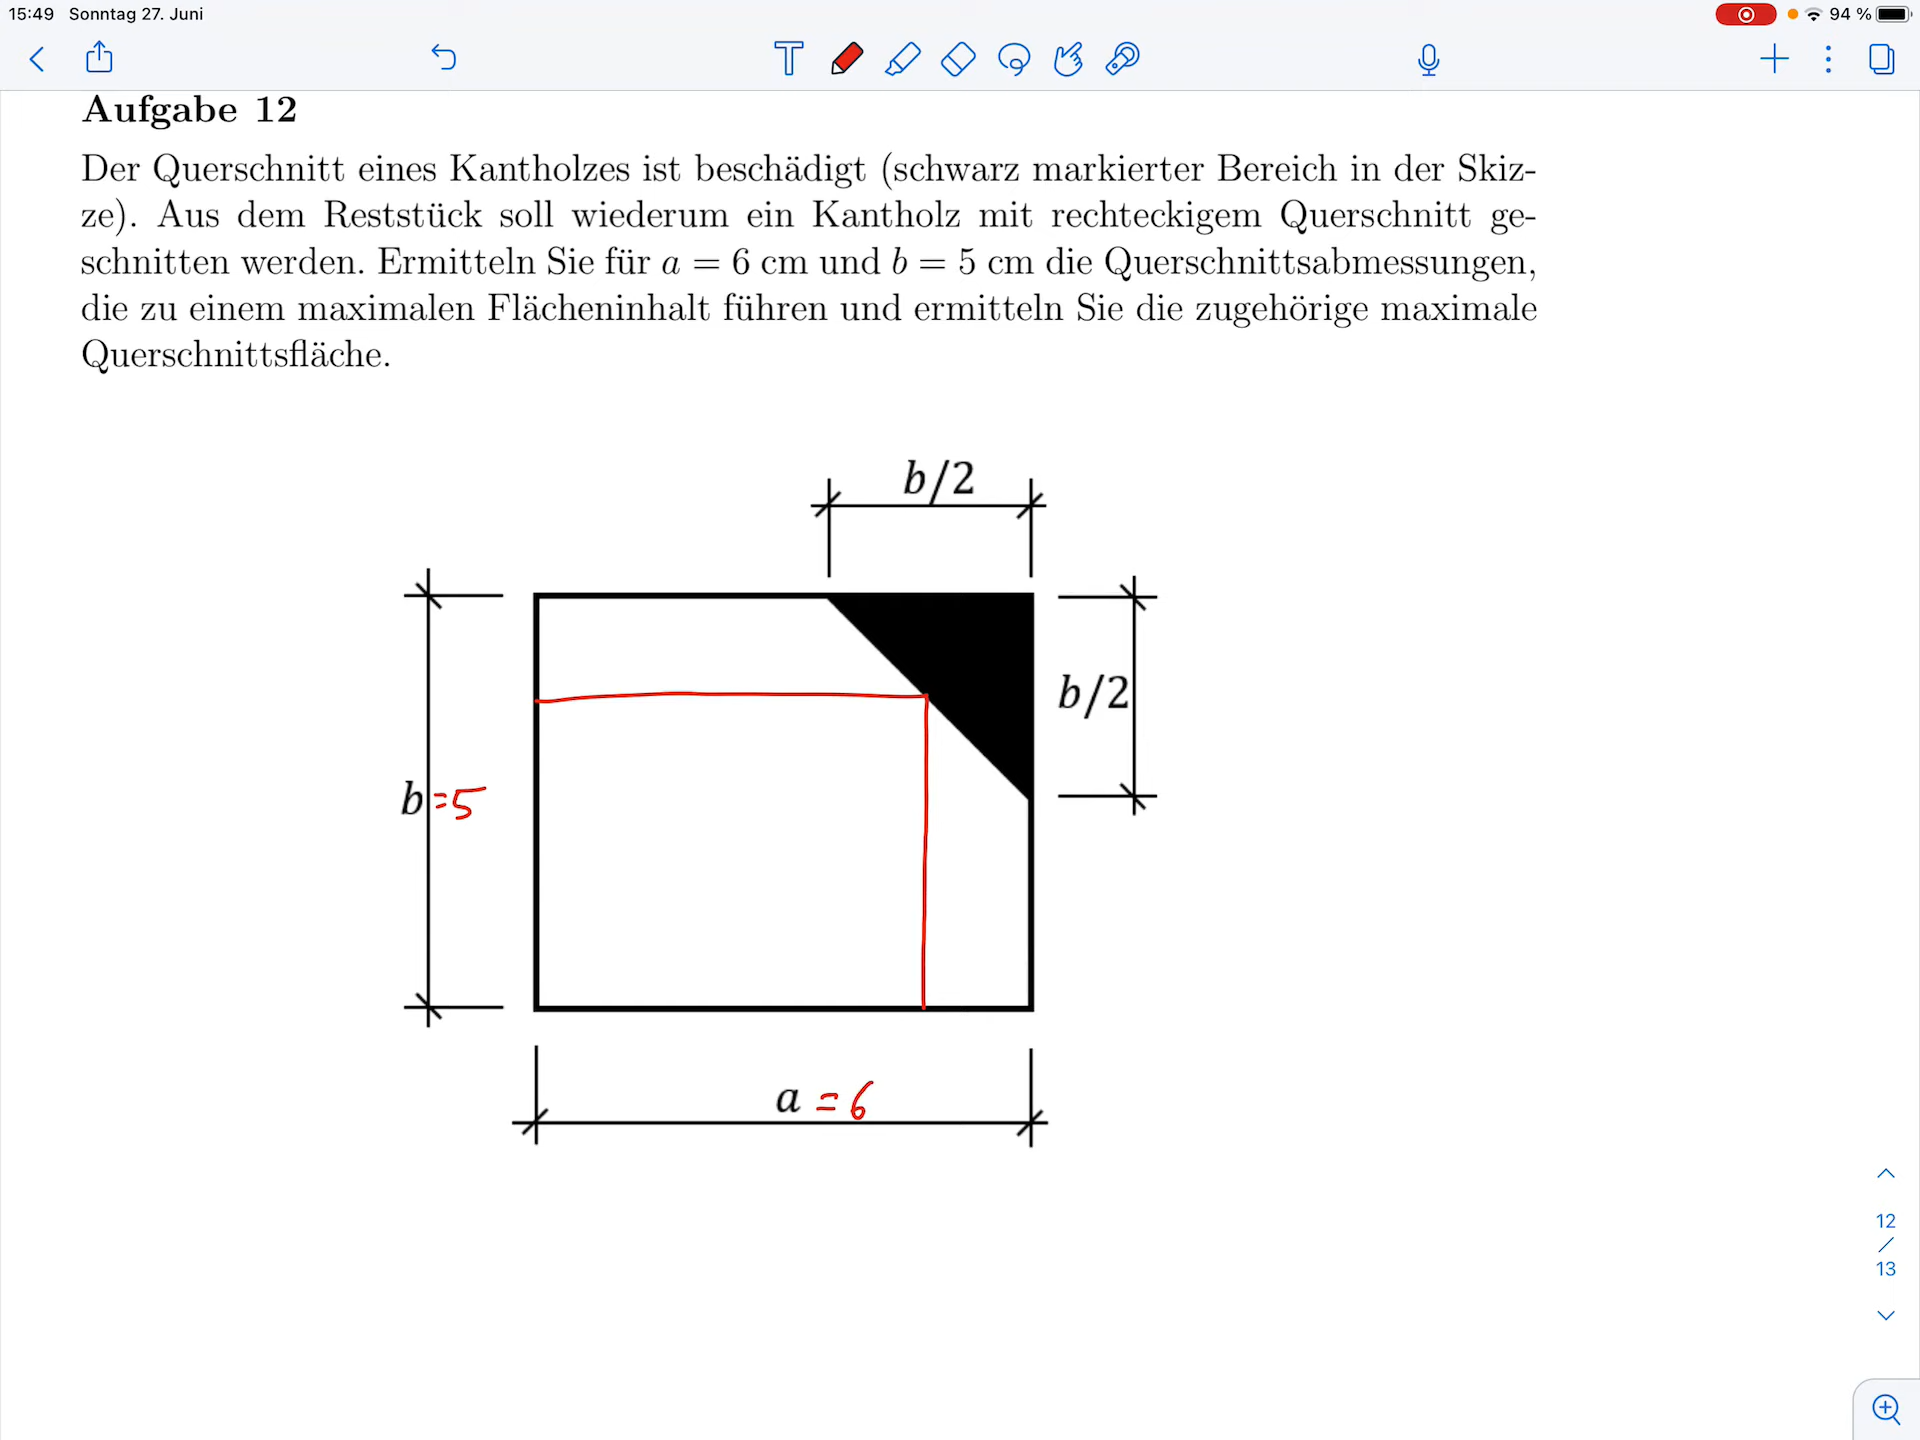 15:49 Sonntag 27. Juni
94 %
Aufgabe 12
Der Querschnitt eines Kantholzes ist beschädigt (schwarz markierter Bereich in der Skiz-
ze). Aus dem Reststück soll wiederum ein Kantholz mit rechteckigem Querschnitt ge-
schnitten werden. Ermitteln Sie für a = 6 cm und b = 5 cm die Querschnittsabmessungen,
die zu einem maximalen Flächeninhalt führen und ermitteln Sie die zugehörige maximale
Querschnittsfläche.
b/2
b/2
b =5
a =6
12
/
13